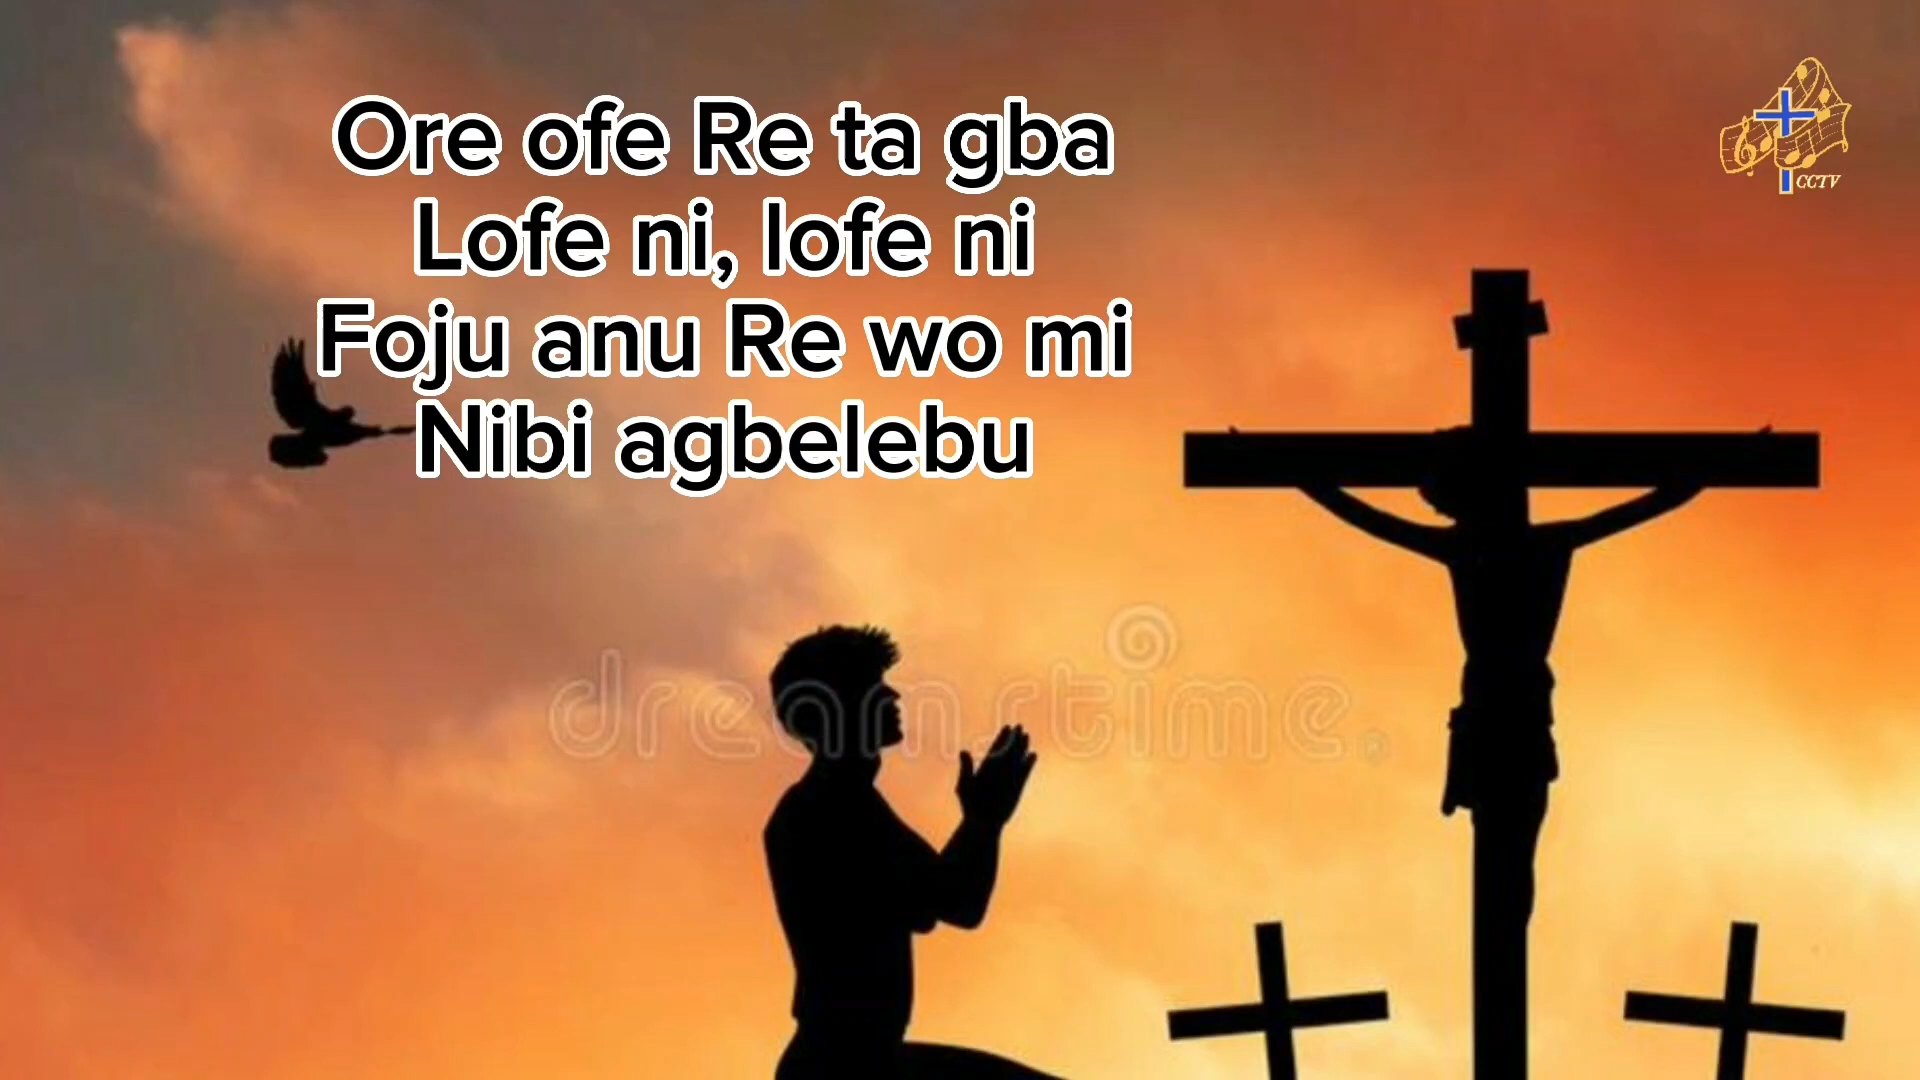 Ore ofe Re ta gba
Lofe ni, lofe ni
Foju anu Re wo mi
Nibi agbelebu
CCTV
dreamstime.